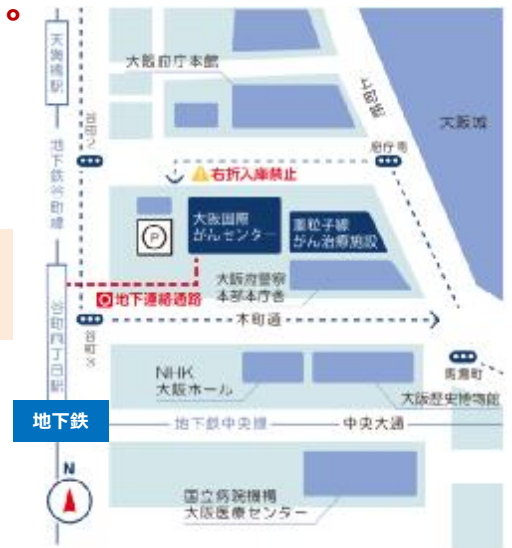 天満橋駅
大阪府庁本館
上町筋
大阪城
谷町2
府庁南
地下鉄谷町線
右折入庫禁止
P
大阪国際
がんセンター
重粒子線
がん治療施設
大阪府警察
本部本庁舎
地下連絡通路
本町通
谷町四丁目駅
谷町3
NHK
大阪ホール
馬場町
大阪歴史博物館
地下鉄
地下鉄中央線
中央大通
N
国立病院機構
大阪医療センター